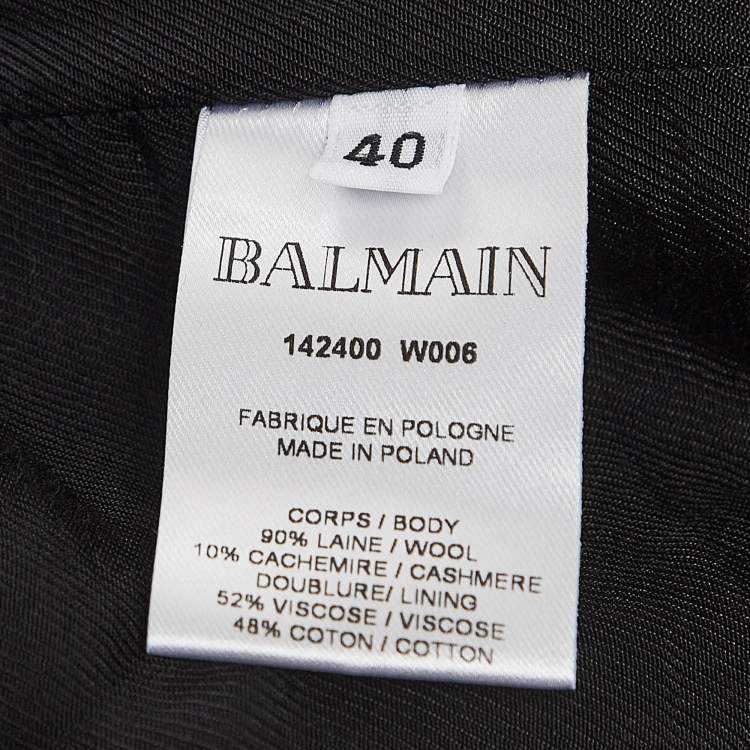 40
BALMAIN
142400 W006
FABRIQUE EN POLOGNE
MADE IN POLAND
CORPS / BODY
90% LAINE / WOOL
10% CACHEMIRE / CASHMERE
DOUBLURE/ LINING
52% VISCOSE / VISCOSE
48% COTON / COTTON